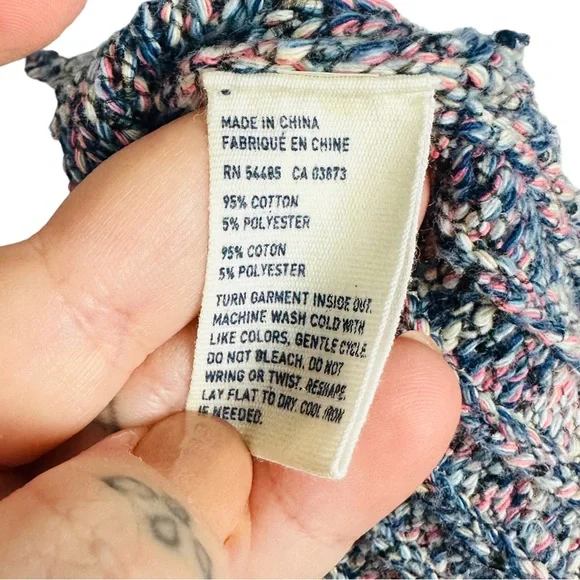 MADE IN CHINA
FABRIQUÉ EN CHINE
RN 54485 CA 03873
95% COTTON
5% POLYESTER
95% COTON
5% POLYESTER
TURN GARMENT INSIDE OUT.
MACHINE WASH COLD WITH
LIKE COLORS, GENTLE CYCLE.
DO NOT BLEACH. DO NOT
WRING OR TWIST. RESHAPE.
LAY FLAT TO DRY. COOL IRON
IF NEEDED.